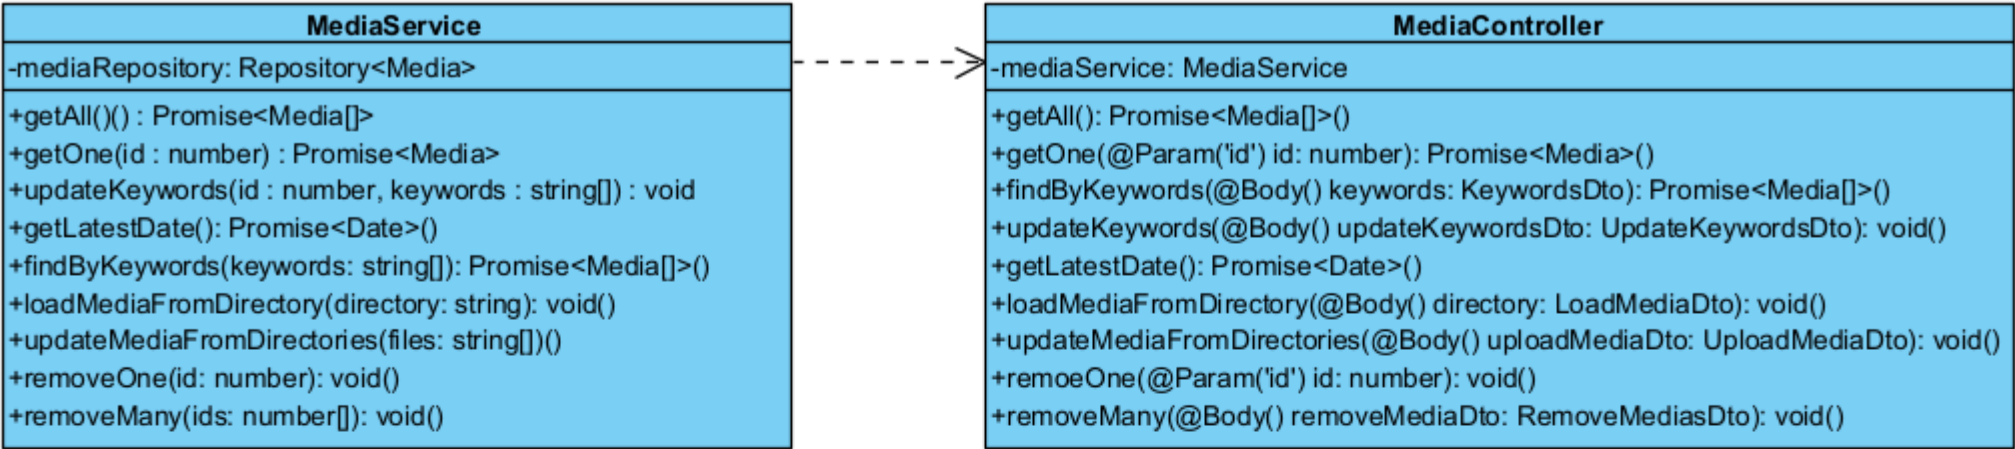 MediaService
-mediaRepository: Repository<Media>
+getAll()() : Promise<Media[]>
+getOne(id : number) : Promise<Media>
+updateKeywords(id : number, keywords : string[]) : void
+getLatestDate(): Promise<Date>()
+findByKeywords(keywords: string[]): Promise<Media[]>()
+loadMediaFromDirectory(directory: string): void()
+updateMediaFromDirectories(files: string[])()
+removeOne(id: number): void()
+removeMany(ids: number[]): void()
MediaController
-mediaService: MediaService
+getAll(): Promise<Media[]>()
+getOne(@Param('id') id: number): Promise<Media>()
+findByKeywords(@Body() keywords: KeywordsDto): Promise<Media[]>()
+updateKeywords(@Body() updateKeywordsDto: UpdateKeywordsDto): void()
+getLatestDate(): Promise<Date>()
+loadMediaFromDirectory(@Body() directory: LoadMediaDto): void()
+updateMediaFromDirectories(@Body() uploadMediaDto: UploadMediaDto): void()
+remoeOne(@Param('id') id: number): void()
+removeMany(@Body() removeMediaDto: RemoveMediasDto): void()